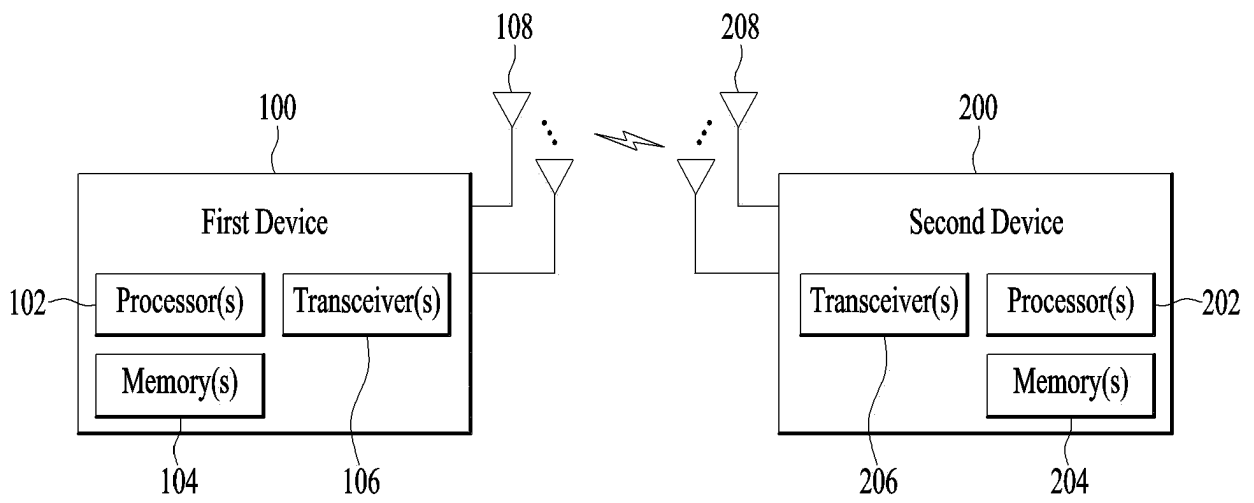 108
208
100
200
First Device
Second Device
102
Processor(s)
Transceiver(s)
Transceiver(s)
Processor(s)
202
Memory(s)
Memory(s)
104
106
206
204